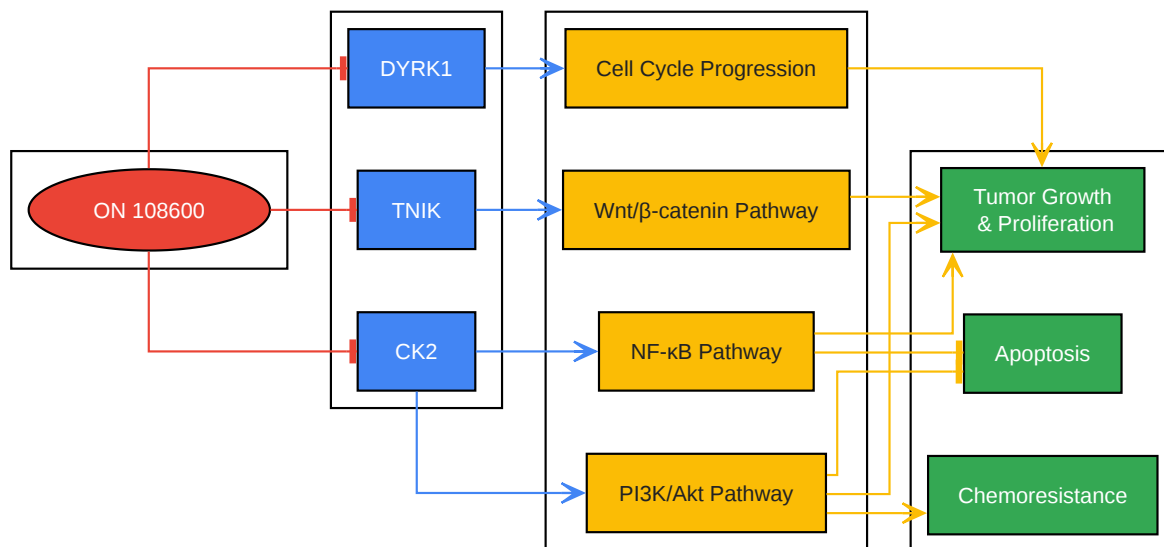 DYRK1
Cell Cycle Progression
ON 108600
TNIK
Wnt/β-catenin Pathway
Tumor Growth
& Proliferation
CK2
NF-κB Pathway
Apoptosis
PI3K/Akt Pathway
Chemoresistance